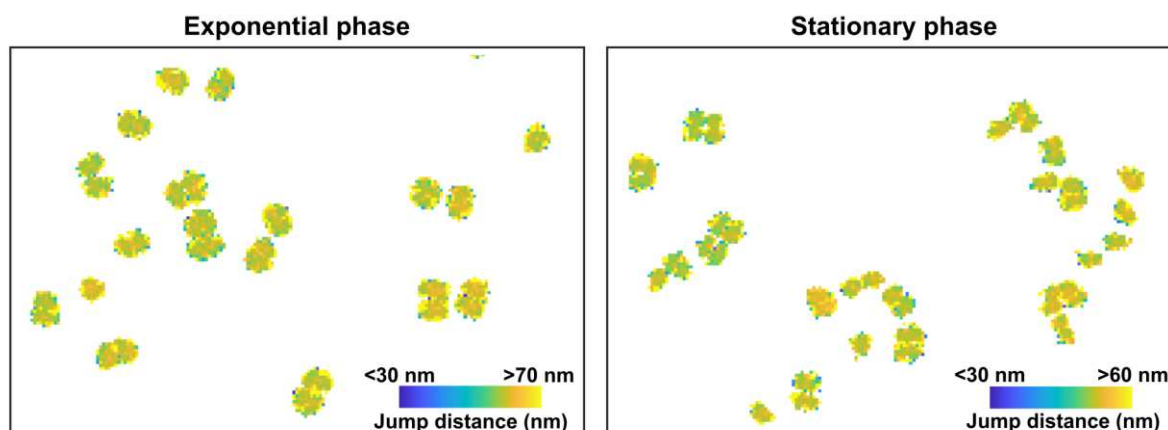 Exponential phase
Stationary phase
<30 nm >70 nm
Jump distance (nm)
<30 nm >60 nm
Jump distance (nm)